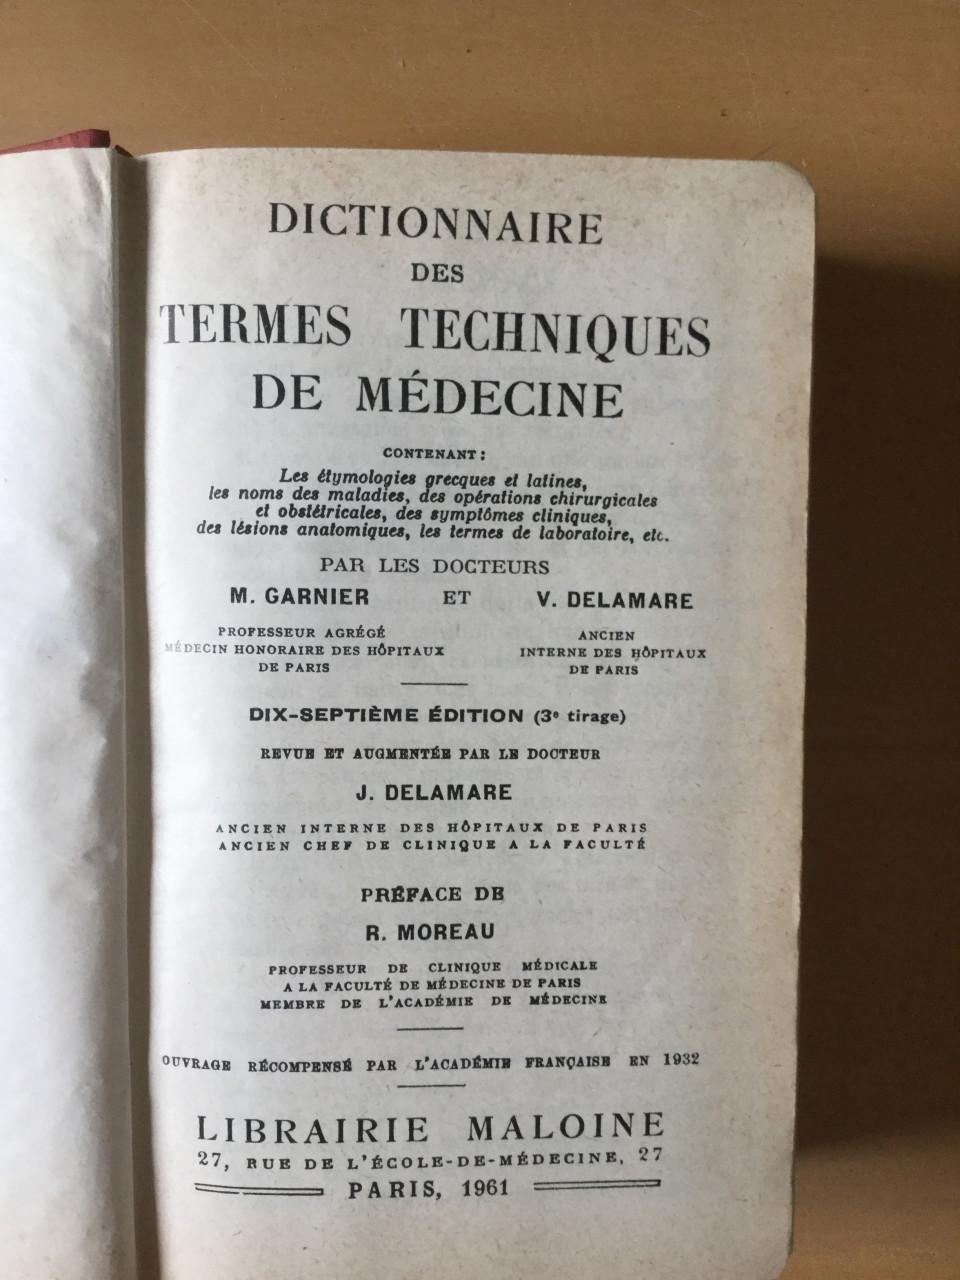 DICTIONNAIRE
DES
TERMES TECHNIQUES
DE MÉDECINE
CONTENANT :
Les étymologies grecques et latines,
les noms des maladies, des opérations chirurgicales
et obstétricales, des symptômes cliniques,
des lésions anatomiques, les termes de laboratoire, etc.
PAR LES DOCTEURS
M. GARNIER ET V. DELAMARE
PROFESSEUR AGRÉGÉ
MÉDECIN HONORAIRE DES HÔPITAUX
DE PARIS
ANCIEN
INTERNE DES HÔPITAUX
DE PARIS
DIX-SEPTIÈME ÉDITION (3e tirage)
REVUE ET AUGMENTÉE PAR LE DOCTEUR
J. DELAMARE
ANCIEN INTERNE DES HÔPITAUX DE PARIS
ANCIEN CHEF DE CLINIQUE A LA FACULTÉ
PRÉFACE DE
R. MOREAU
PROFESSEUR DE CLINIQUE MÉDICALE
A LA FACULTÉ DE MÉDECINE DE PARIS
MEMBRE DE L'ACADÉMIE DE MÉDECINE
OUVRAGE RÉCOMPENSÉ PAR L'ACADÉMIE FRANÇAISE EN 1932
LIBRAIRIE MALOINE
27, RUE DE L'ÉCOLE-DE-MÉDECINE, 27
PARIS, 1961